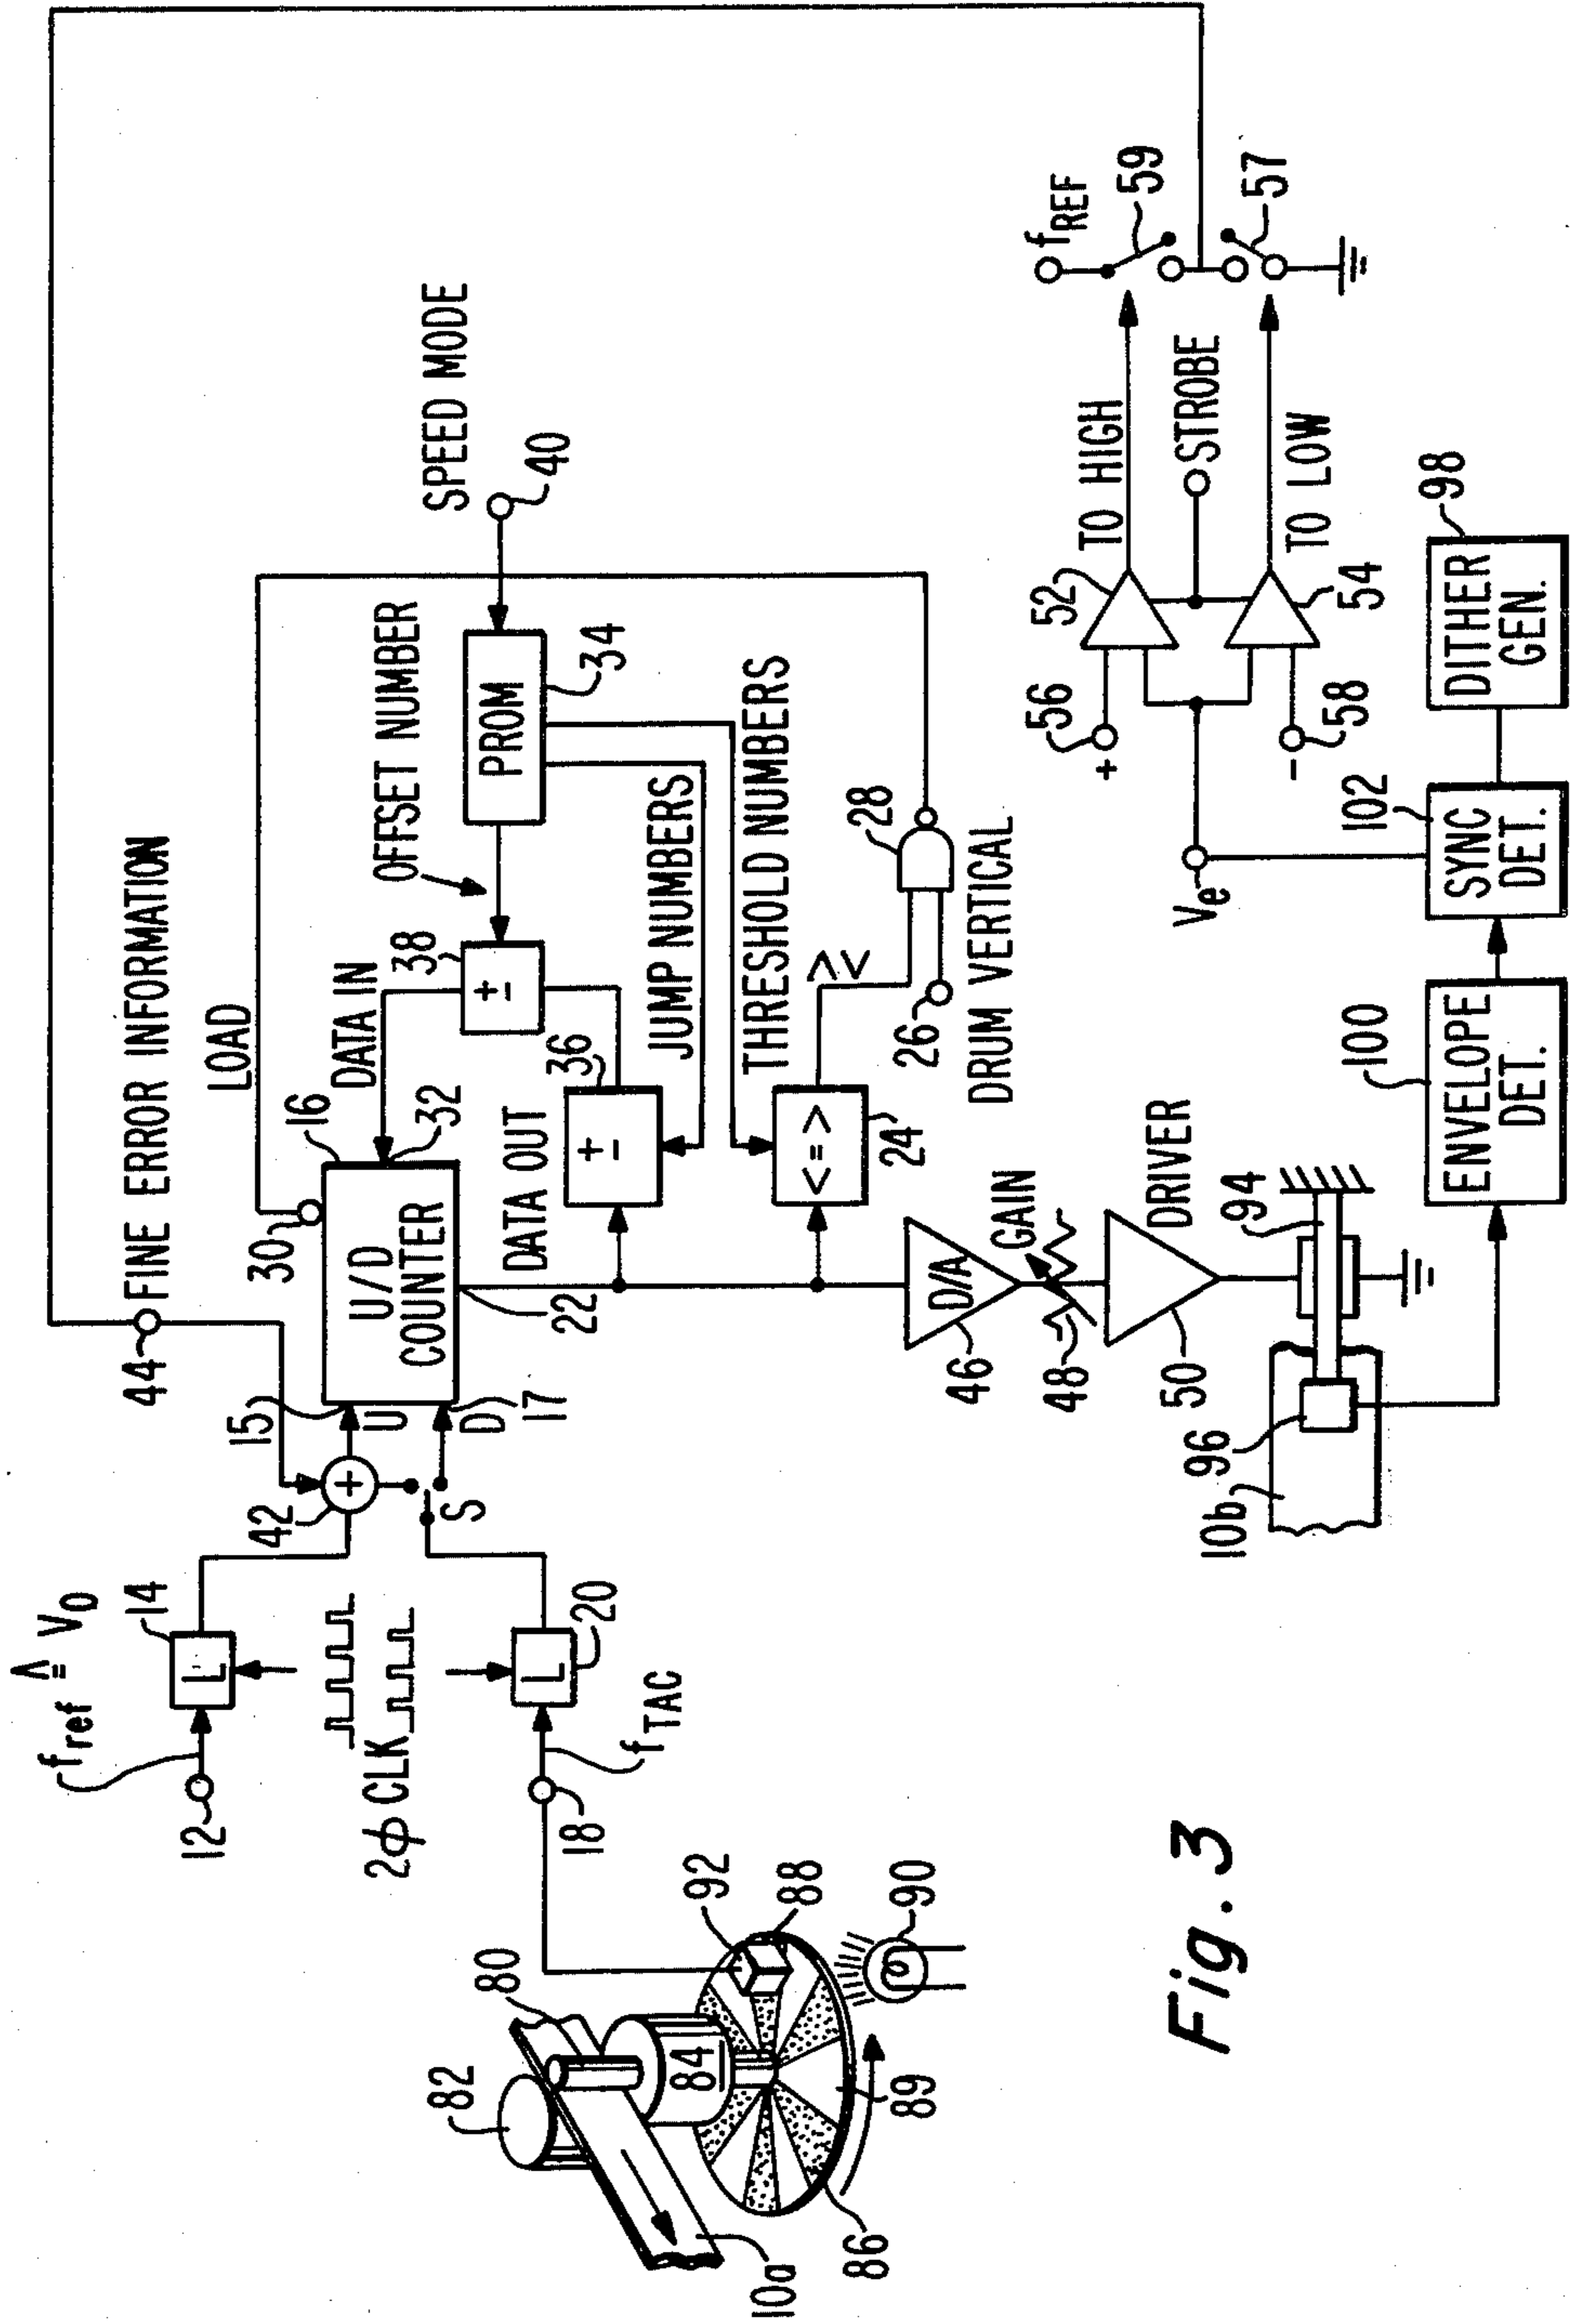 44
FINE ERROR INFORMATION
LOAD
f_ref ≙ V_0
12
14
42
15
30
16
DATA IN
38
OFFSET NUMBER
SPEED MODE
40
2ϕ CLK
+
U
U/D
COUNTER
32
±
PROM
34
L
L
S
D
17
22
DATA OUT
36
±
JUMP NUMBERS
18
f_TAC
20
<=>
24
THRESHOLD NUMBERS
≥
≤
28
26
DRUM VERTICAL
82
80
84
92
88
90
89
86
10a
D/A
46
GAIN
48
DRIVER
50
94
96
10b
56
+
52
TO HIGH
f_REF
59
V_e
STROBE
58
-
54
TO LOW
57
100
ENVELOPE
DET.
102
SYNC
DET.
98
DITHER
GEN.
Fig. 3